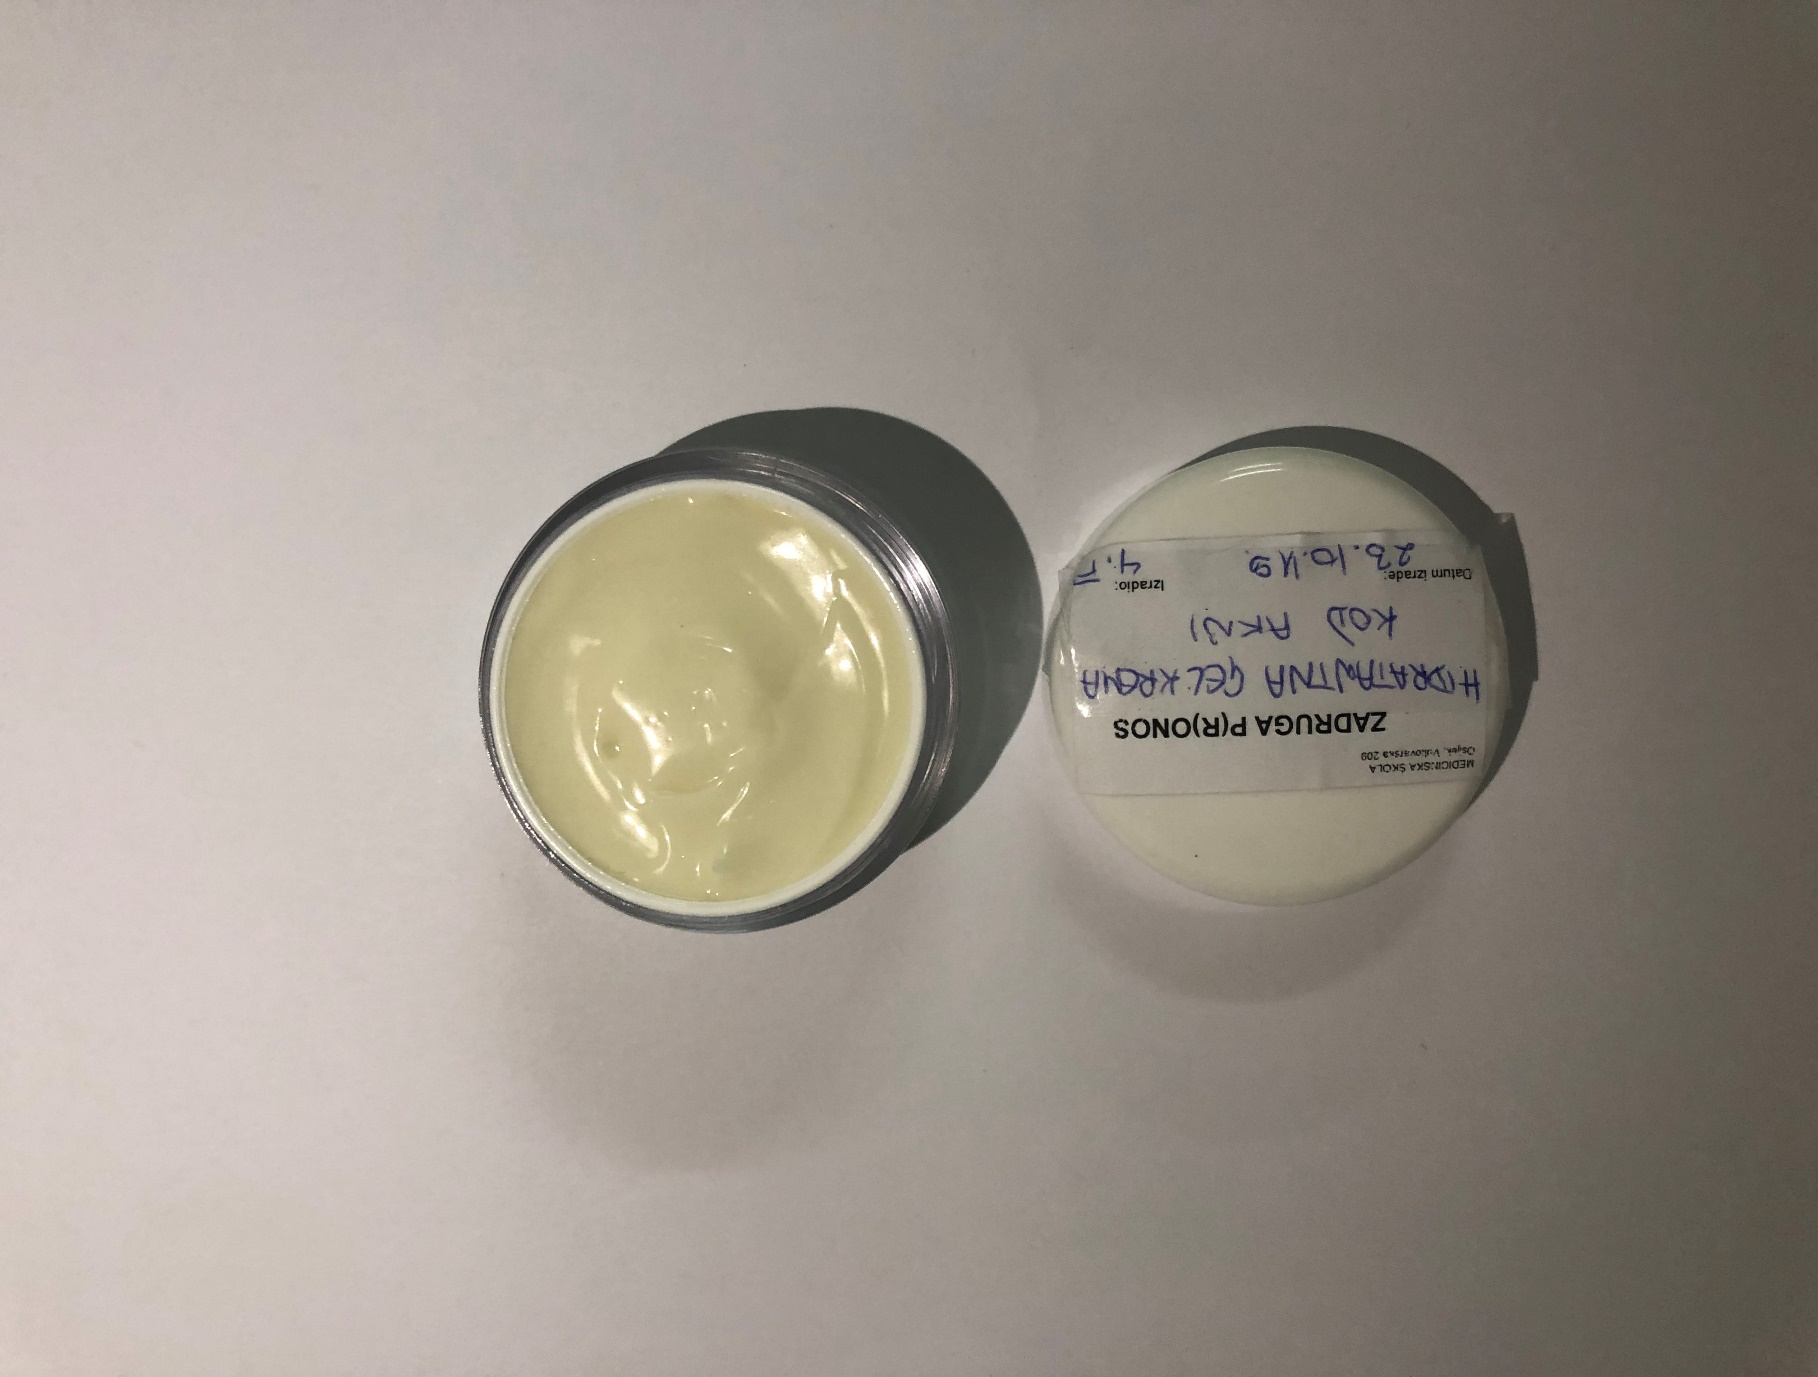 MEDICINSKA ŠKOLA
Osijek, Vukovarska 209
ZADRUGA P(R)ONOS
HIDRATANTNA GEL KREMA
KOD AKNI
Datum izrade: 23.10.19 Izradio: 4.F